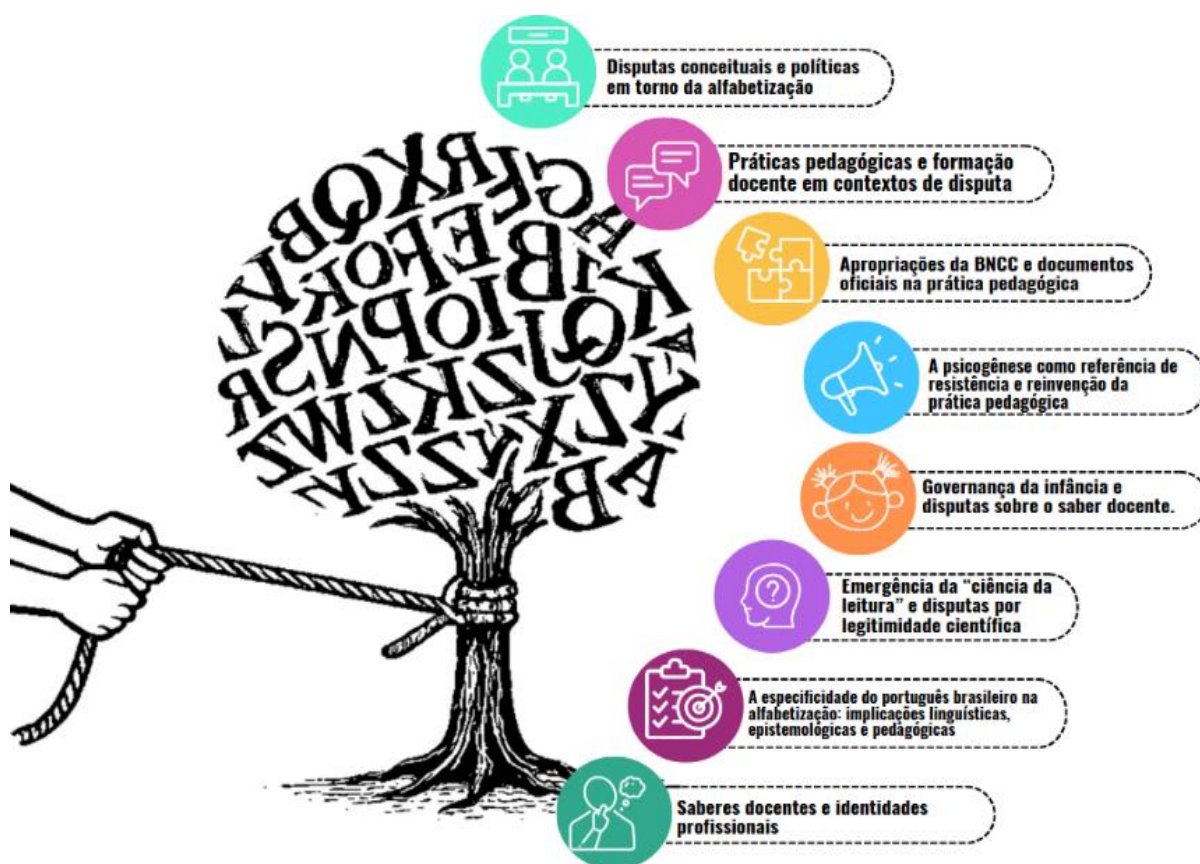 Disputas conceituais e políticas
em torno da alfabetização
Práticas pedagógicas e formação
docente em contextos de disputa
Apropriações da BNCC e documentos
oficiais na prática pedagógica
A psicogênese como referência de
resistência e reinvenção da
prática pedagógica
Governança da infância e
disputas sobre o saber docente.
Emergência da “ciência da
leitura” e disputas por
legitimidade científica
A especificidade do português brasileiro na
alfabetização: implicações linguísticas,
epistemológicas e pedagógicas
Saberes docentes e identidades
profissionais